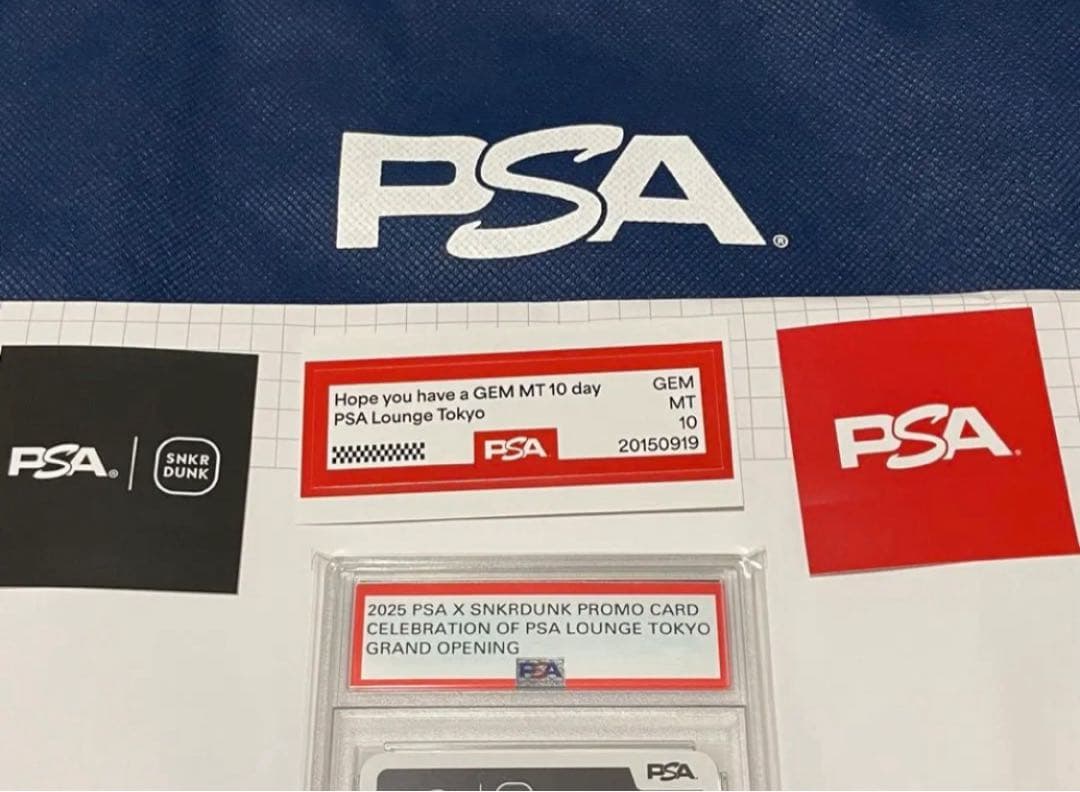 PSA®
PSA® | SNKR
DUNK
Hope you have a GEM MT 10 day
PSA Lounge Tokyo
GEM
MT
10
20150919
PSA
PSA
2025 PSA X SNKRDUNK PROMO CARD
CELEBRATION OF PSA LOUNGE TOKYO
GRAND OPENING
PSA
PSA